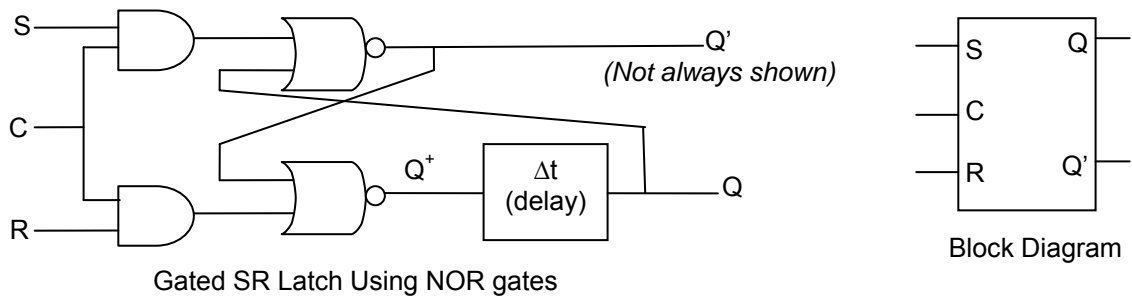 S
Q'
(Not always shown)
C
Q⁺
Δt
(delay)
Q
R
Gated SR Latch Using NOR gates
S
Q
C
R
Q'
Block Diagram